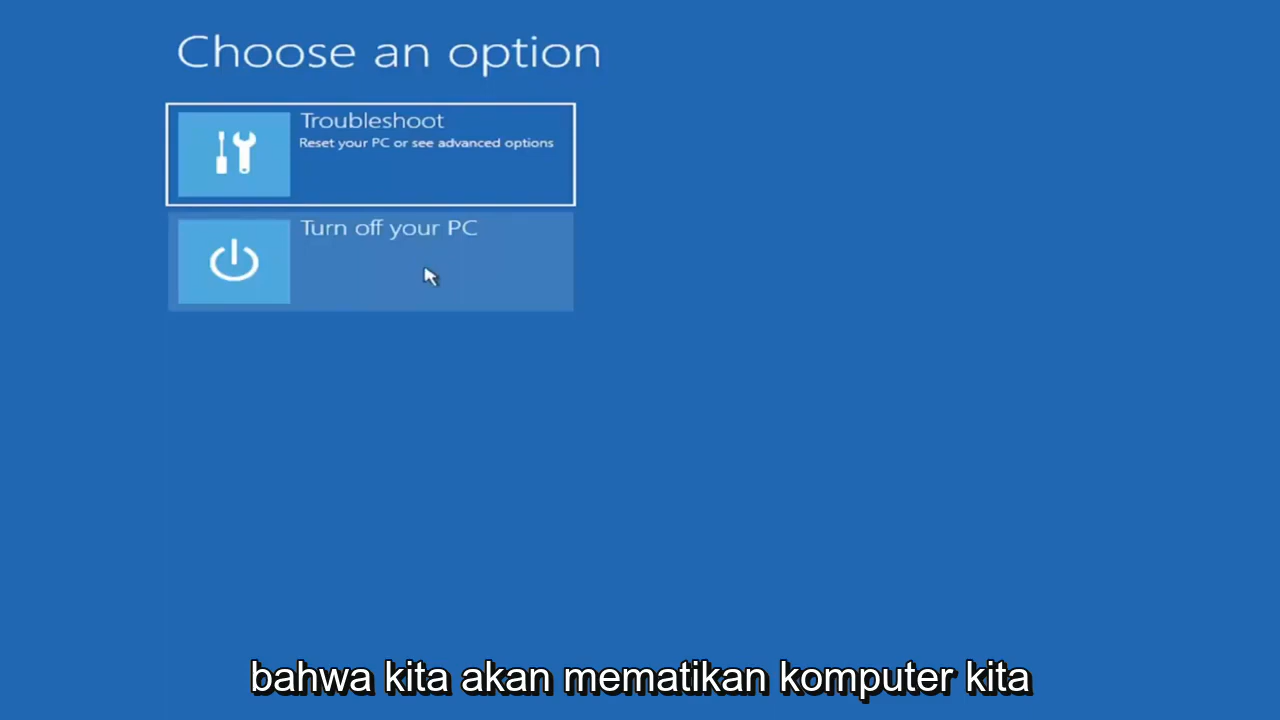 Choose an option
Troubleshoot
Reset your PC or see advanced options
Turn off your PC
bahwa kita akan mematikan komputer kita